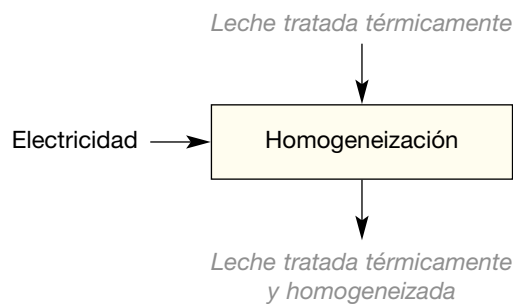 Leche tratada térmicamente
Electricidad
Homogeneización
Leche tratada térmicamente
y homogeneizada